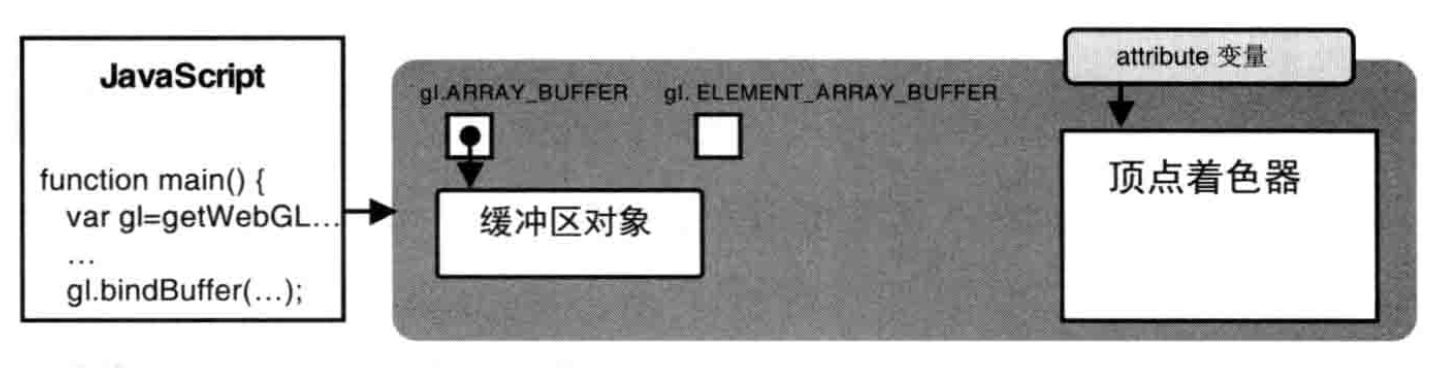 JavaScript
function main() {
var gl=getWebGL...
...
gl.bindBuffer(...);
gl.ARRAY_BUFFER
gl. ELEMENT_ARRAY_BUFFER
缓冲区对象
attribute 变量
顶点着色器